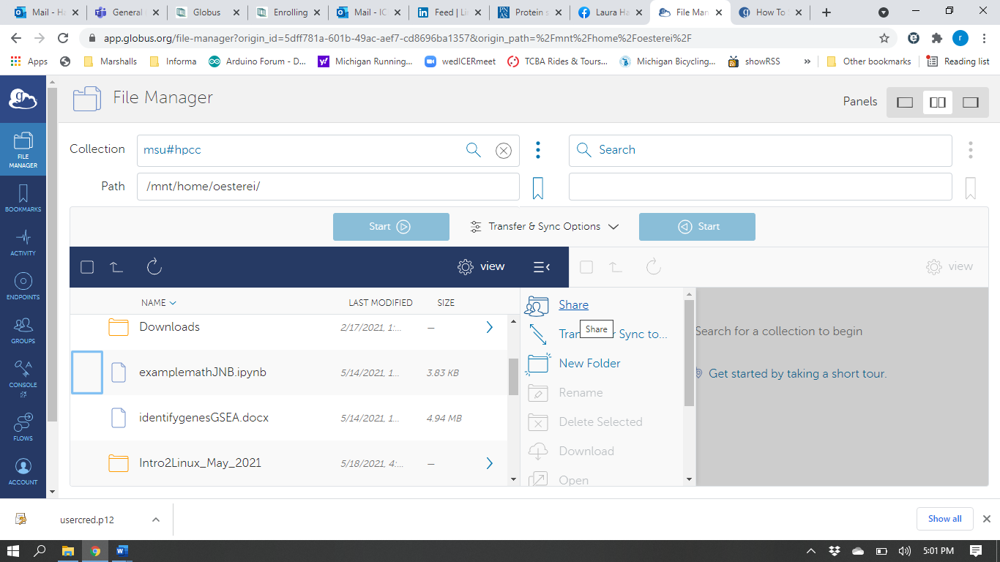 Mail - Ha
General
Globus
Enrolling
Mail - IC
Feed | Li
Protein s
Laura Ha
File Man
How To
app.globus.org/file-manager?origin_id=5dff781a-601b-49ac-aef7-cd8696ba1357&origin_path=%2Fmnt%2Fhome%2Foesterei%2F
r
Apps
Marshalls
Informa
Arduino Forum - D...
Michigan Running...
wedICERmeet
TCBA Rides & Tours...
Michigan Bicycling...
showRSS
»
Other bookmarks
Reading list
File Manager
Panels
FILE
MANAGER
BOOKMARKS
ACTIVITY
ENDPOINTS
GROUPS
CONSOLE
FLOWS
ACCOUNT
Collection
msu#hpcc
Search
Path
/mnt/home/oesterei/
Start
Transfer & Sync Options
Start
view
view
NAME
LAST MODIFIED
SIZE
Downloads
2/17/2021, 1:...
—
examplemathJNB.ipynb
5/14/2021, 1...
3.83 KB
identifygenesGSEA.docx
5/14/2021, 1...
4.94 MB
Intro2Linux_May_2021
5/18/2021, 4:...
—
Share
Share
Tran r Sync to...
New Folder
Rename
Delete Selected
Download
Open
Search for a collection to begin
Get started by taking a short tour.
usercred.p12
Show all
5:01 PM